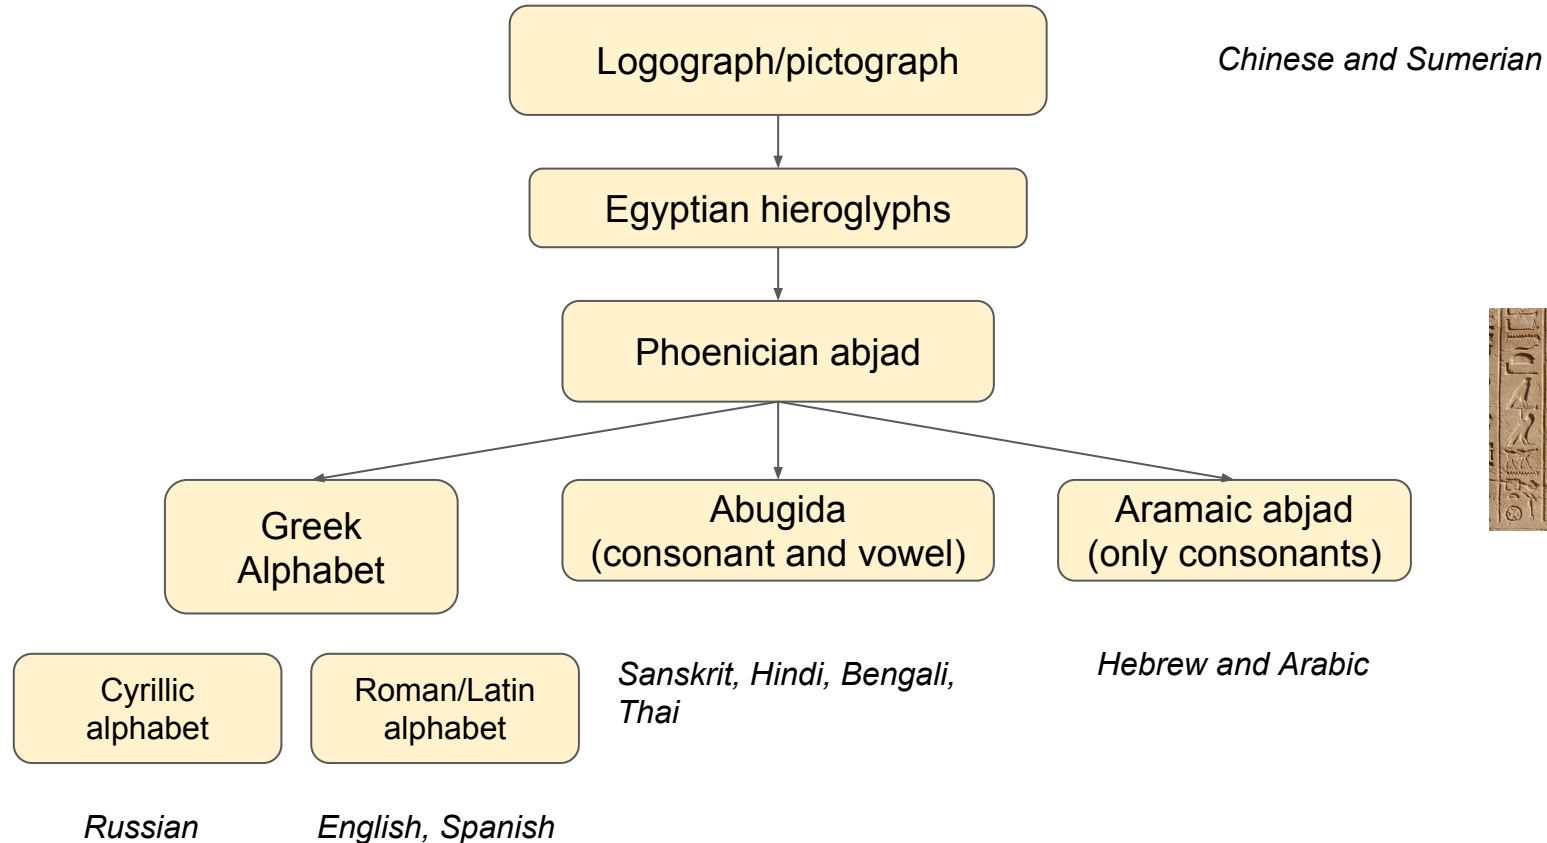 Logograph/pictograph
Chinese and Sumerian
Egyptian hieroglyphs
Phoenician abjad
Greek
Alphabet
Abugida
(consonant and vowel)
Aramaic abjad
(only consonants)
Cyrillic
alphabet
Roman/Latin
alphabet
Sanskrit, Hindi, Bengali,
Thai
Hebrew and Arabic
Russian
English, Spanish